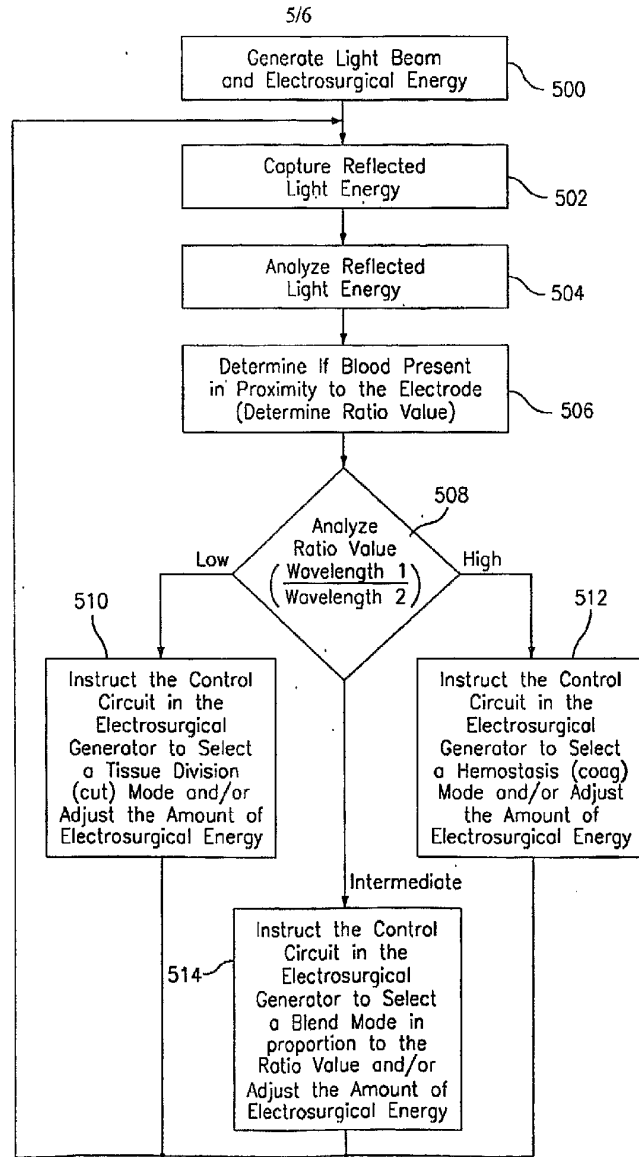 5/6
Generate Light Beam
and Electrosurgical Energy
500
Capture Reflected
Light Energy
502
Analyze Reflected
Light Energy
504
Determine If Blood Present
in Proximity to the Electrode
(Determine Ratio Value)
506
508
Analyze
Ratio Value
(Wavelength 1
Wavelength 2)
Low
High
510
Instruct the Control
Circuit in the
Electrosurgical
Generator to Select
a Tissue Division
(cut) Mode and/or
Adjust the Amount of
Electrosurgical Energy
512
Instruct the Control
Circuit in the
Electrosurgical
Generator to Select
a Hemostasis (coag)
Mode and/or Adjust
the Amount of
Electrosurgical Energy
Intermediate
514
Instruct the Control
Circuit in the
Electrosurgical
Generator to Select
a Blend Mode in
proportion to the
Ratio Value and/or
Adjust the Amount of
Electrosurgical Energy